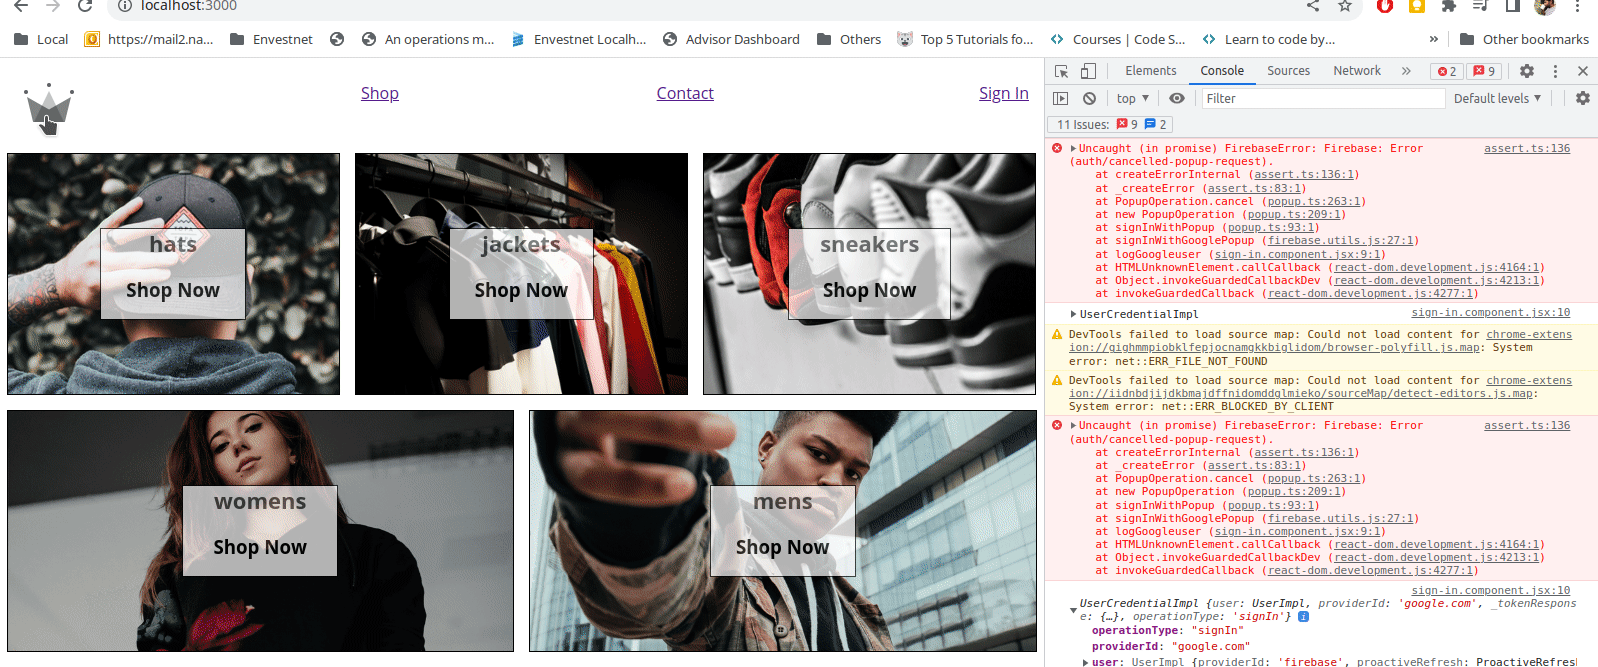 localhost:3000
Local https://mail2.na... Envestnet An operations m... Envestnet Localh... Advisor Dashboard Others Top 5 Tutorials fo... Courses | Code S... Learn to code by... » Other bookmarks
Shop Contact Sign In
hats
Shop Now
jackets
Shop Now
sneakers
Shop Now
womens
Shop Now
mens
Shop Now
Elements Console Sources Network » 2 9
top Filter Default levels
11 Issues: 9 2
Uncaught (in promise) FirebaseError: Firebase: Error assert.ts:136
(auth/cancelled-popup-request).
at createErrorInternal (assert.ts:136:1)
at _createError (assert.ts:83:1)
at PopupOperation.cancel (popup.ts:263:1)
at new PopupOperation (popup.ts:209:1)
at signInWithPopup (popup.ts:93:1)
at signInWithGooglePopup (firebase.utils.js:27:1)
at logGoogleuser (sign-in.component.jsx:9:1)
at HTMLUnknownElement.callCallback (react-dom.development.js:4164:1)
at Object.invokeGuardedCallbackDev (react-dom.development.js:4213:1)
at invokeGuardedCallback (react-dom.development.js:4277:1)
UserCredentialImpl sign-in.component.jsx:10
DevTools failed to load source map: Could not load content for chrome-extens
ion://gighmmpiobklfepjocnamgkkbiglidom/browser-polyfill.js.map: System
error: net::ERR_FILE_NOT_FOUND
DevTools failed to load source map: Could not load content for chrome-extens
ion://iidnbdjijdkbmajdffnidomddglmieko/sourceMap/detect-editors.js.map:
System error: net::ERR_BLOCKED_BY_CLIENT
Uncaught (in promise) FirebaseError: Firebase: Error assert.ts:136
(auth/cancelled-popup-request).
at createErrorInternal (assert.ts:136:1)
at _createError (assert.ts:83:1)
at PopupOperation.cancel (popup.ts:263:1)
at new PopupOperation (popup.ts:209:1)
at signInWithPopup (popup.ts:93:1)
at signInWithGooglePopup (firebase.utils.js:27:1)
at logGoogleuser (sign-in.component.jsx:9:1)
at HTMLUnknownElement.callCallback (react-dom.development.js:4164:1)
at Object.invokeGuardedCallbackDev (react-dom.development.js:4213:1)
at invokeGuardedCallback (react-dom.development.js:4277:1)
sign-in.component.jsx:10
UserCredentialImpl {user: UserImpl, providerId: 'google.com', _tokenRespons
e: {…}, operationType: 'signIn'}
operationType: "signIn"
providerId: "google.com"
user: UserImpl {providerId: 'firebase', proactiveRefresh: ProactiveRefresh